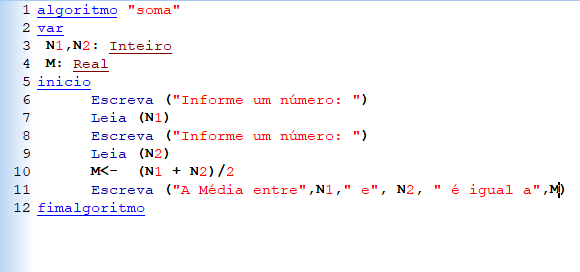 1 algoritmo "soma"
2 var
3 N1,N2: Inteiro
4 M: Real
5 inicio
6 Escreva ("Informe um número: ")
7 Leia (N1)
8 Escreva ("Informe um número: ")
9 Leia (N2)
10 M<- (N1 + N2)/2
11 Escreva ("A Média entre",N1," e", N2, " é igual a",M)
12 fimalgoritmo